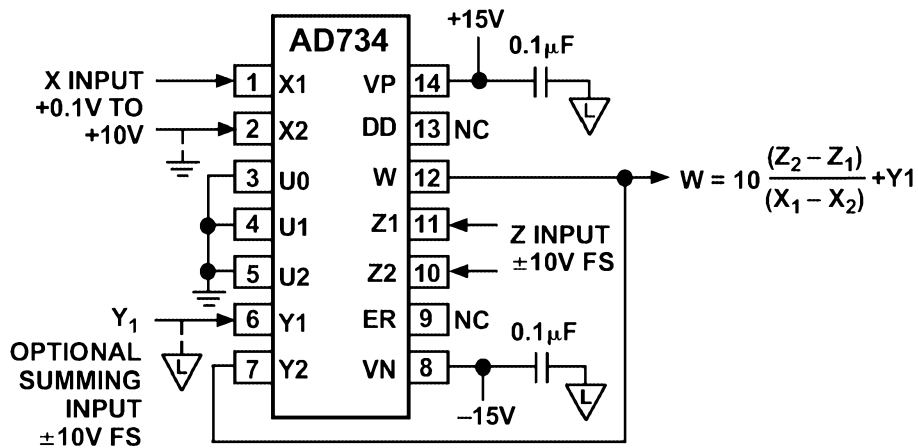 AD734
+15V
0.1μF
X INPUT
+0.1V TO
+10V
1 X1
2 X2
3 U0
4 U1
5 U2
6 Y1
7 Y2
VP 14
DD 13 NC
W 12
Z1 11
Z2 10
ER 9 NC
VN 8
L
W = 10 (Z2 – Z1) / (X1 – X2) +Y1
Z INPUT
±10V FS
Y1
OPTIONAL
SUMMING
INPUT
±10V FS
L
0.1μF
L
–15V